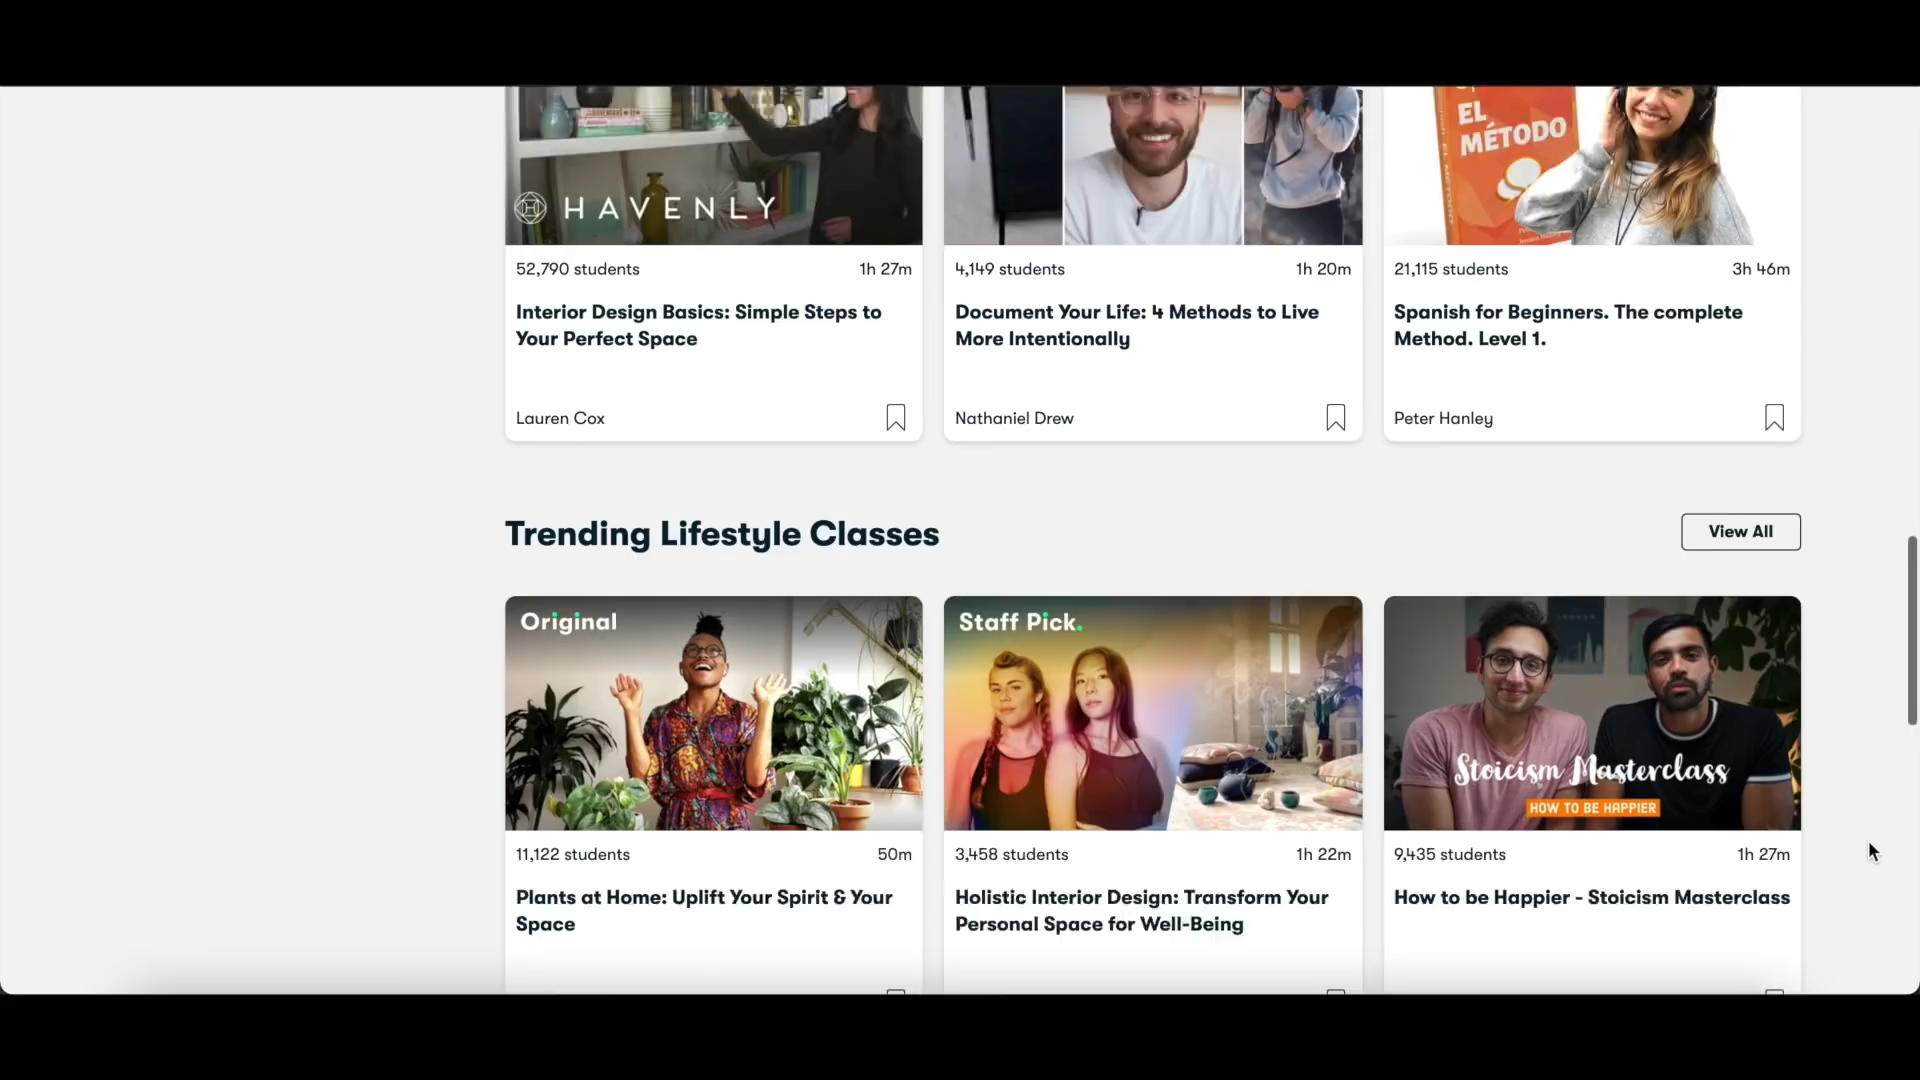 EL
MÉTODO
HAVENLY
52,790 students 1h 27m
4,149 students 1h 20m
21,115 students 3h 46m
Interior Design Basics: Simple Steps to
Your Perfect Space
Document Your Life: 4 Methods to Live
More Intentionally
Spanish for Beginners. The complete
Method. Level 1.
Lauren Cox
Nathaniel Drew
Peter Hanley
Trending Lifestyle Classes
View All
Original
Staff Pick.
Stoicism Masterclass
HOW TO BE HAPPIER
11,122 students 50m
3,458 students 1h 22m
9,435 students 1h 27m
Plants at Home: Uplift Your Spirit & Your
Space
Holistic Interior Design: Transform Your
Personal Space for Well-Being
How to be Happier - Stoicism Masterclass